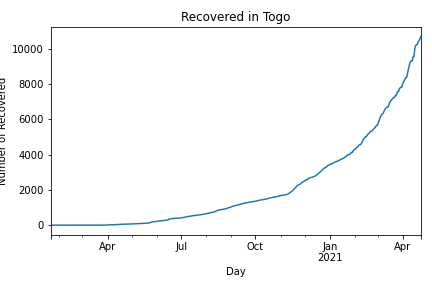 Recovered in Togo
Number of Recovered
10000
8000
6000
4000
2000
0
Apr
Jul
Oct
Jan
2021
Apr
Day